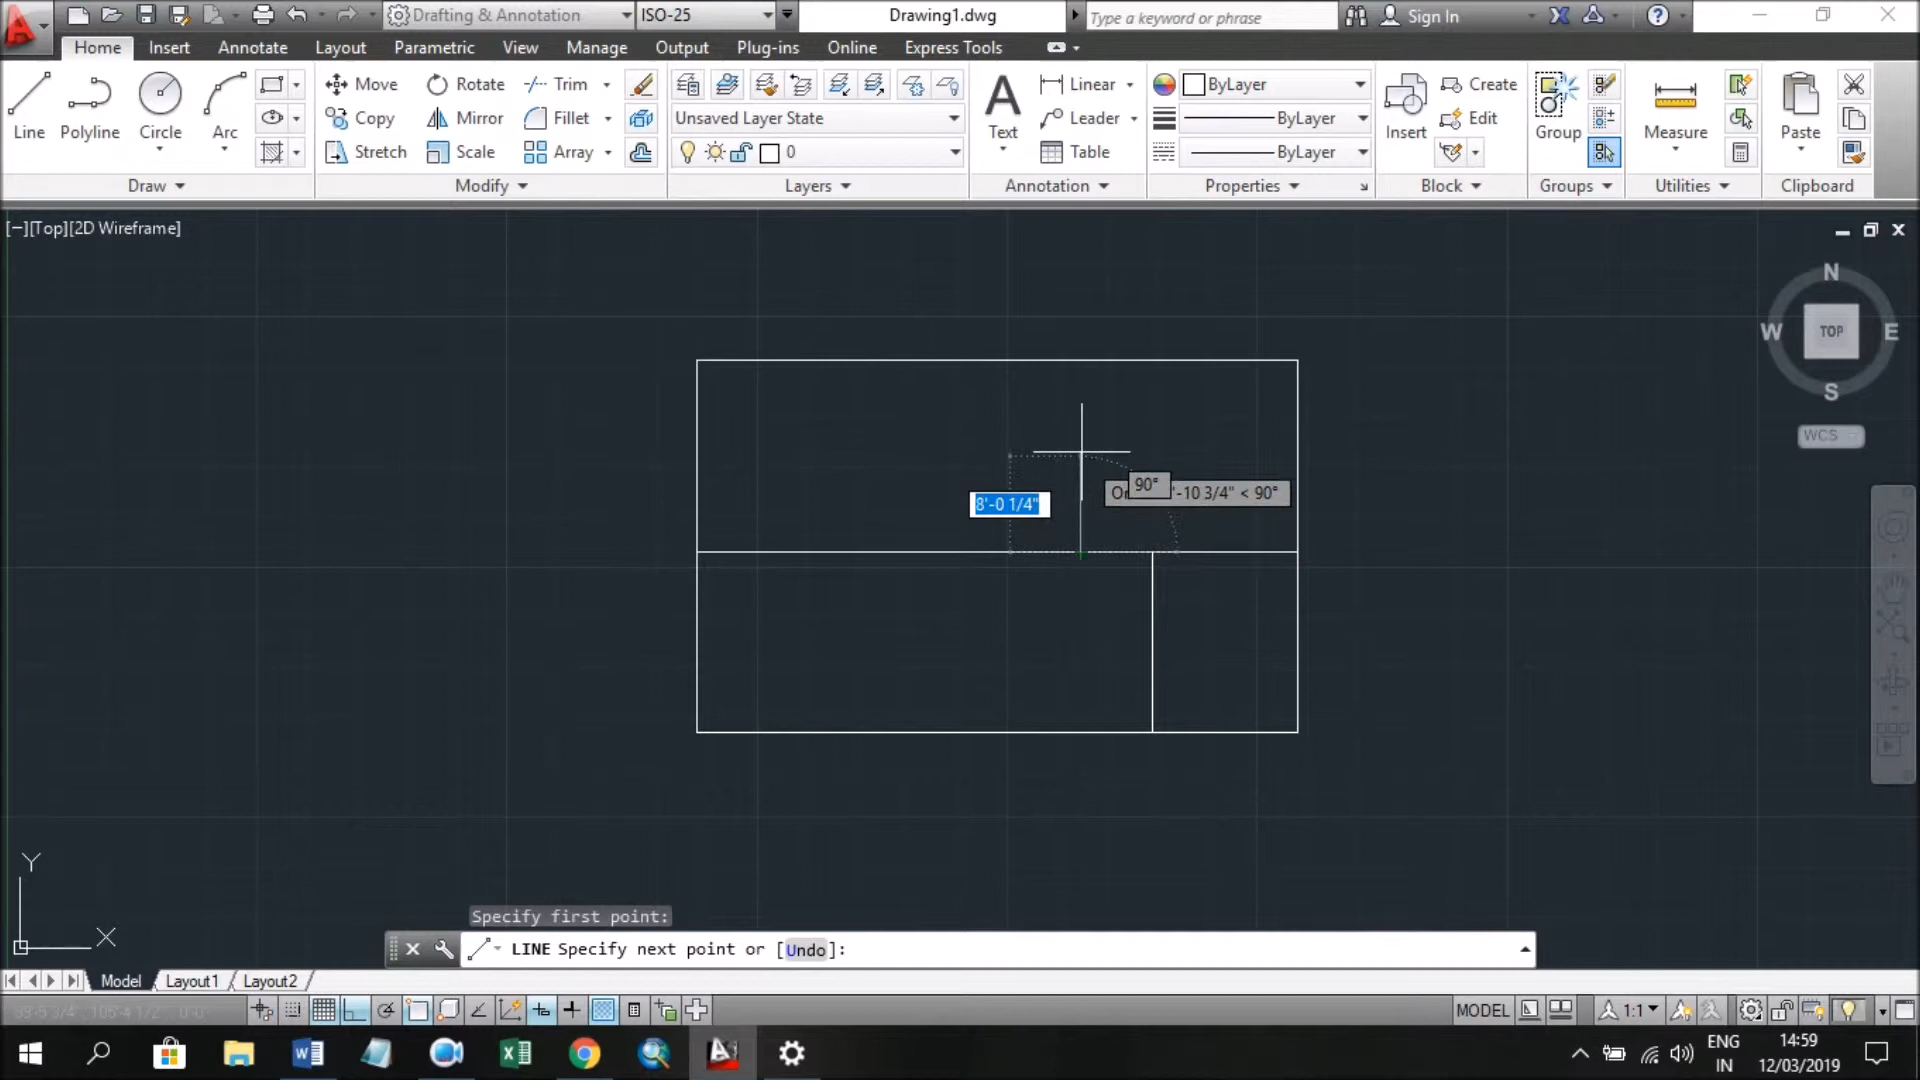 Drafting & Annotation ISO-25 Drawing1.dwg Type a keyword or phrase Sign In
Home Insert Annotate Layout Parametric View Manage Output Plug-ins Online Express Tools
Line Polyline Circle Arc
Move Rotate Trim
Copy Mirror Fillet
Stretch Scale Array
Unsaved Layer State
0
Text
Linear
Leader
Table
ByLayer
ByLayer
ByLayer
Insert
Create
Edit
Group
Measure
Paste
Draw Modify Layers Annotation Properties Block Groups Utilities Clipboard
[−][Top][2D Wireframe]
N
W TOP E
S
WCS
90°
-10 3/4" < 90°
8'-0 1/4"
Y
X
Specify first point:
LINE Specify next point or [Undo]:
Model Layout1 Layout2
MODEL 1:1
ENG
IN
14:59
12/03/2019